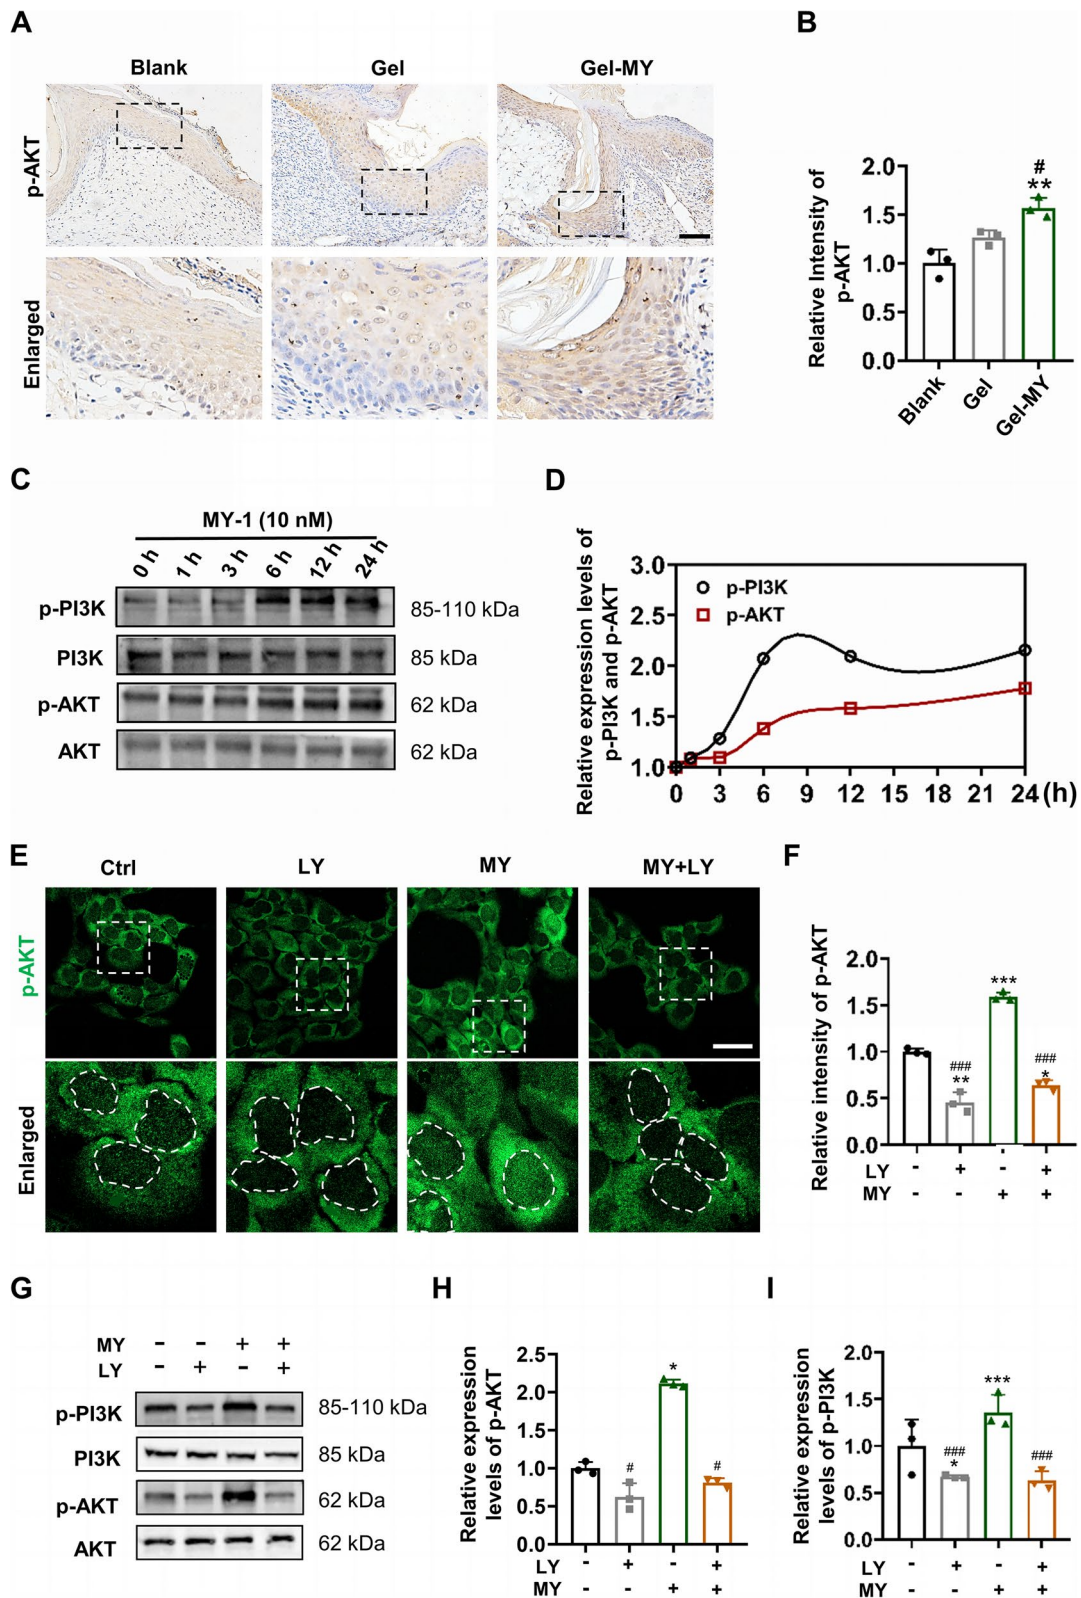 A
Blank
Gel
Gel-MY
p-AKT
Enlarged
B
Relative Intensity of
p-AKT
2.0
1.5
1.0
0.5
0.0
#
**
Blank
Gel
Gel-MY
C
MY-1 (10 nM)
0 h
1 h
3 h
6 h
12 h
24 h
p-PI3K
85-110 kDa
PI3K
85 kDa
p-AKT
62 kDa
AKT
62 kDa
D
Relative expression levels of
p-PI3K and p-AKT
3.0
2.5
2.0
1.5
1.0
p-PI3K
p-AKT
0 3 6 9 12 15 18 21 24 (h)
E
Ctrl
LY
MY
MY+LY
p-AKT
Enlarged
F
Relative intensity of p-AKT
2.0
1.5
1.0
0.5
0.0
###
**
***
###
*
LY - + - +
MY - - + +
G
MY - - + +
LY - + - +
p-PI3K
85-110 kDa
PI3K
85 kDa
p-AKT
62 kDa
AKT
62 kDa
H
Relative expression
levels of p-AKT
2.5
2.0
1.5
1.0
0.5
0.0
#
*
#
LY - + - +
MY - - + +
I
Relative expression
levels of p-PI3K
2.0
1.5
1.0
0.5
0.0
###
*
***
###
LY - + - +
MY - - + +